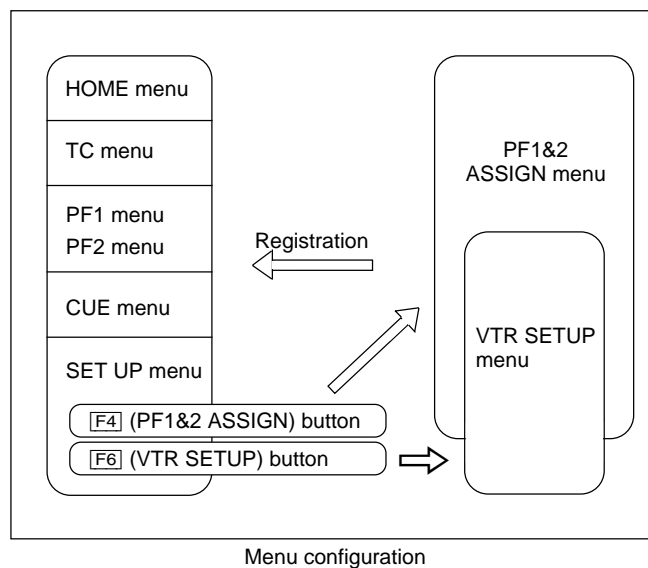 HOME menu
TC menu
PF1 menu
PF2 menu
CUE menu
SET UP menu
F4 (PF1&2 ASSIGN) button
F6 (VTR SETUP) button
Registration
PF1&2
ASSIGN menu
VTR SETUP
menu
Menu configuration